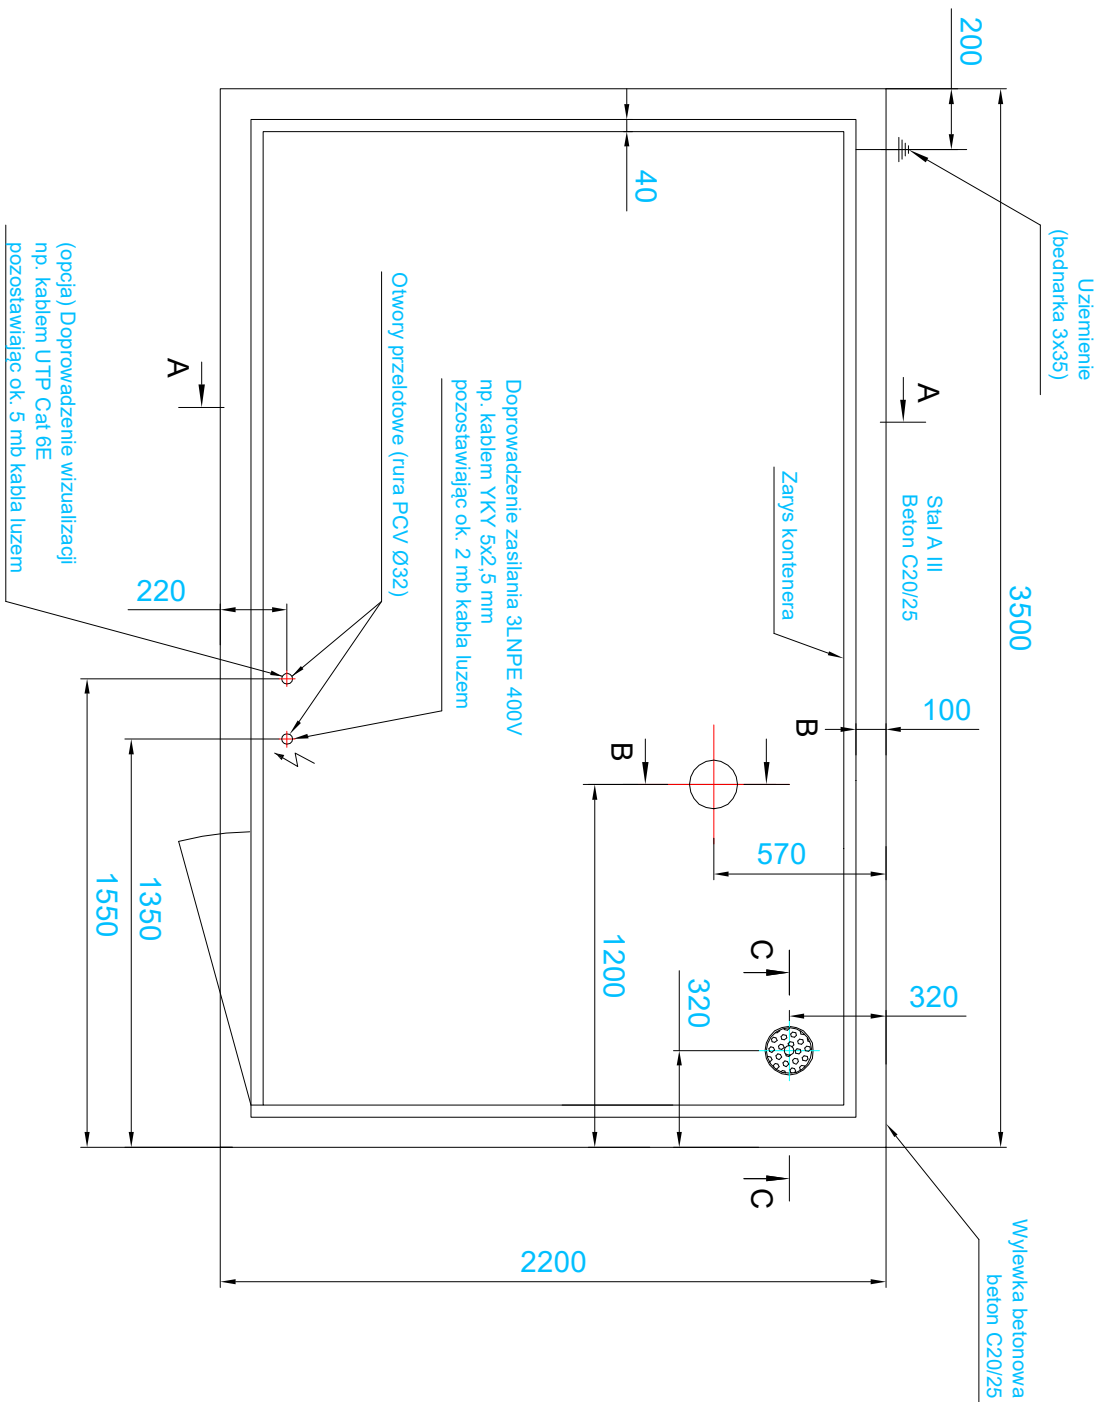 200
3500
Uziemienie
(bednarka 3x35)
40
A
A
Stal A III
Beton C20/25
Zarys kontenera
Otwory przelotowe (rura PCV Ø32)
Doprowadzenie zasilania 3LNPE 400V
np. kablem YKY 5x2,5 mm
pozostawiając ok. 2 mb kabla luzem
(opcja) Doprowadzenie wizualizacji
np. kablem UTP Cat 6E
pozostawiając ok. 5 mb kabla luzem
220
100
B
B
570
1200
320
320
C
C
1350
1550
2200
Wylewka betonowa
beton C20/25